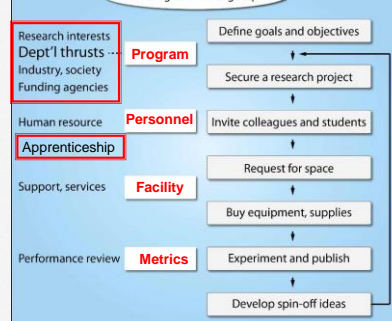 Define goals and objectives
Research interests
Dept'l thrusts
Program
Industry, society
Funding agencies
Secure a research project
Human resource
Personnel
Invite colleagues and students
Apprenticeship
Request for space
Support, services
Facility
Buy equipment, supplies
Performance review
Metrics
Experiment and publish
Develop spin-off ideas